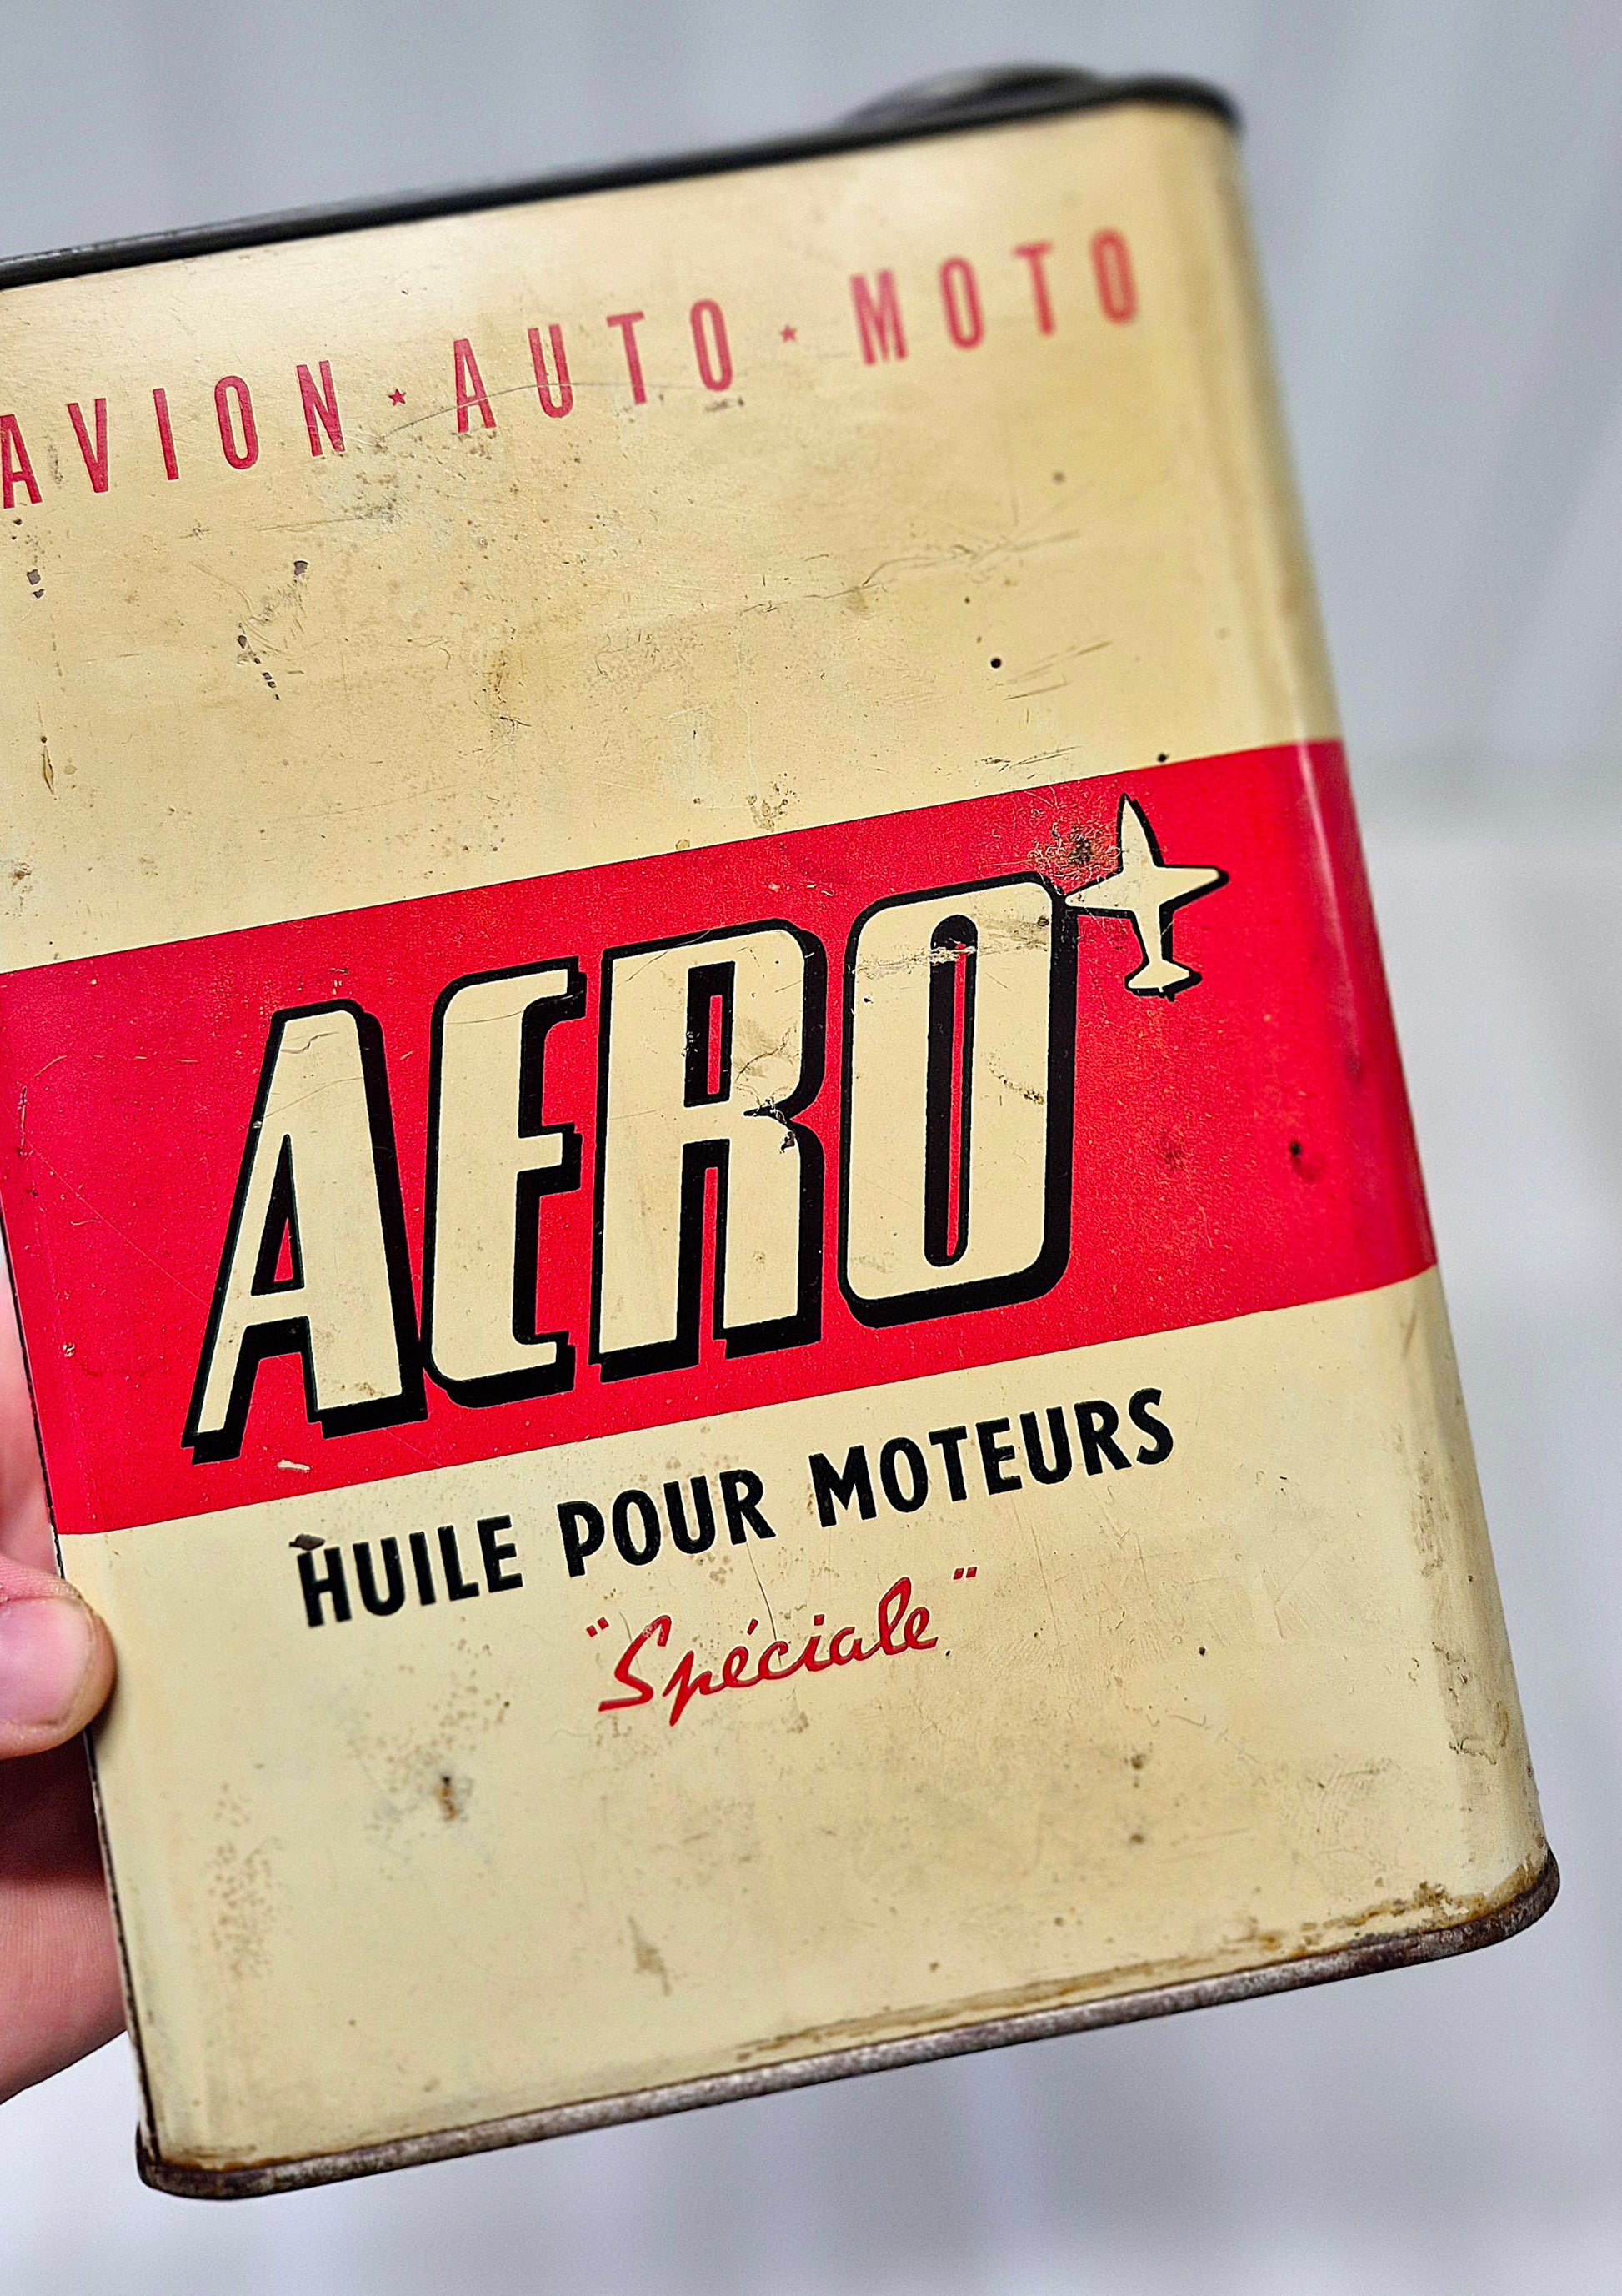 AVION ★ AUTO ★ MOTO
AERO
HUILE POUR MOTEURS
"Spéciale"